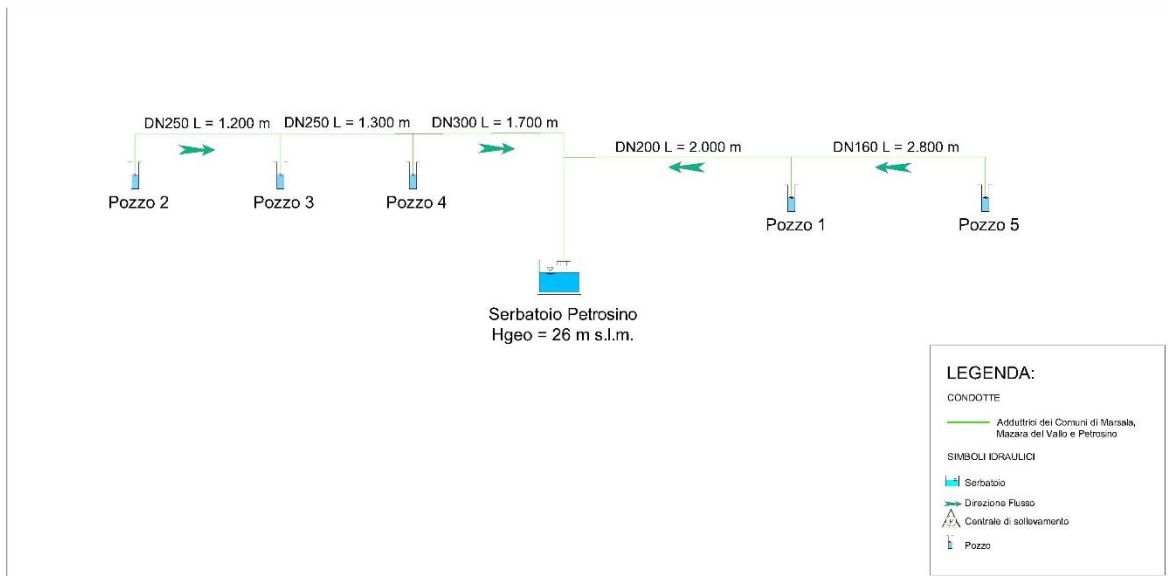 DN250 L = 1.200 m
DN250 L = 1.300 m
DN300 L = 1.700 m
DN200 L = 2.000 m
DN160 L = 2.800 m
Pozzo 2
Pozzo 3
Pozzo 4
Pozzo 1
Pozzo 5
Serbatoio Petrosino
Hgeo = 26 m s.l.m.
LEGENDA:
CONDOTTE
Adduttrici dei Comuni di Marsala,
Mazara del Vallo e Petrosino
SIMBOLI IDRAULICI
Serbatoio
Direzione Flusso
Centrale di sollevamento
Pozzo